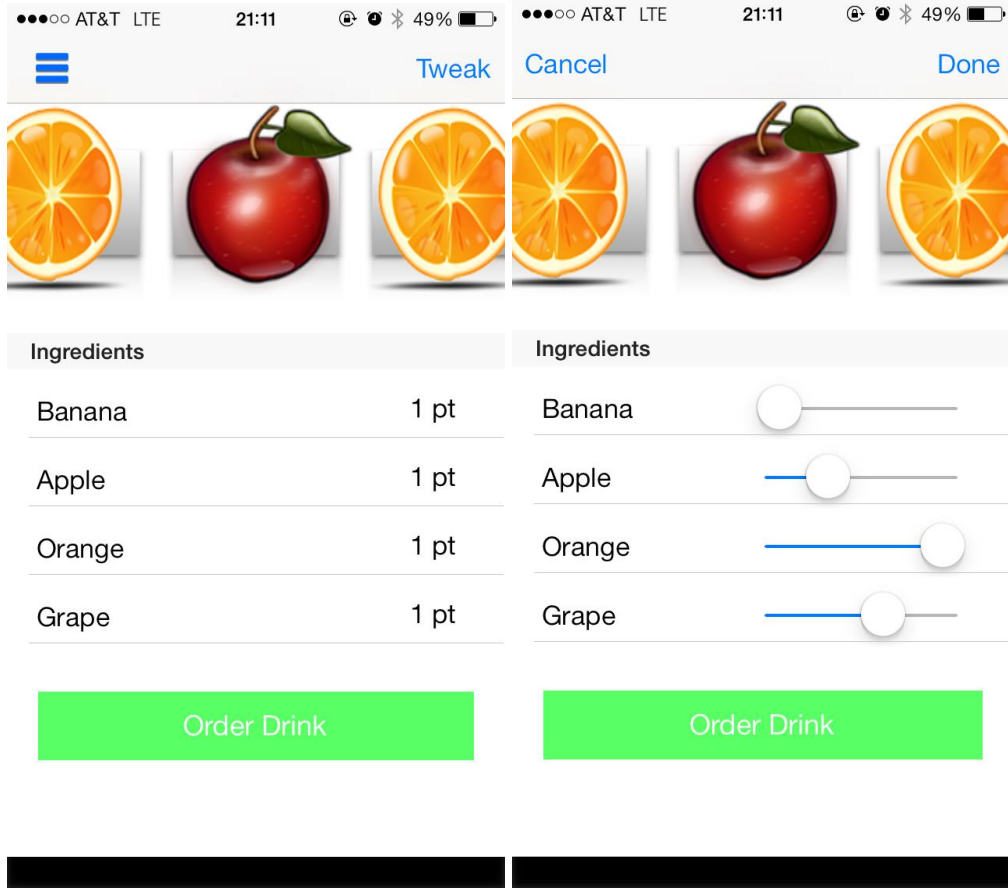 AT&T LTE 21:11 49%
Tweak
Ingredients
Banana 1 pt
Apple 1 pt
Orange 1 pt
Grape 1 pt
Order Drink
AT&T LTE 21:11 49%
Cancel Done
Ingredients
Banana
Apple
Orange
Grape
Order Drink